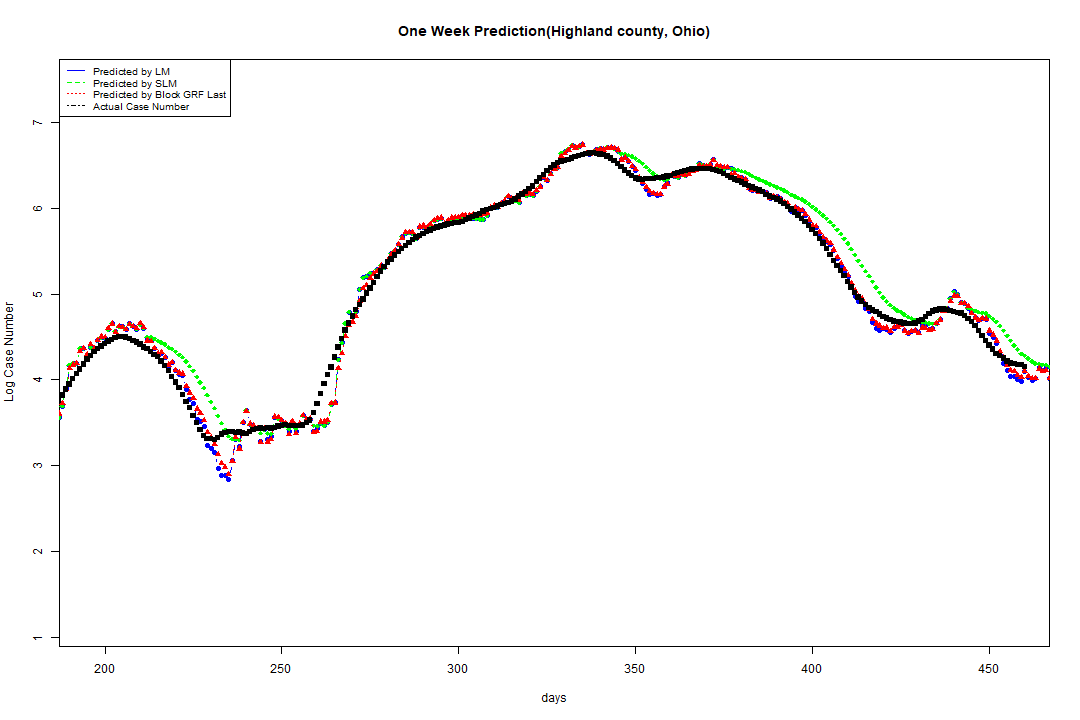 One Week Prediction(Highland county, Ohio)
Predicted by LM
Predicted by SLM
Predicted by Block GRF Last
Actual Case Number
7
6
5
4
3
2
1
Log Case Number
200 250 300 350 400 450
days